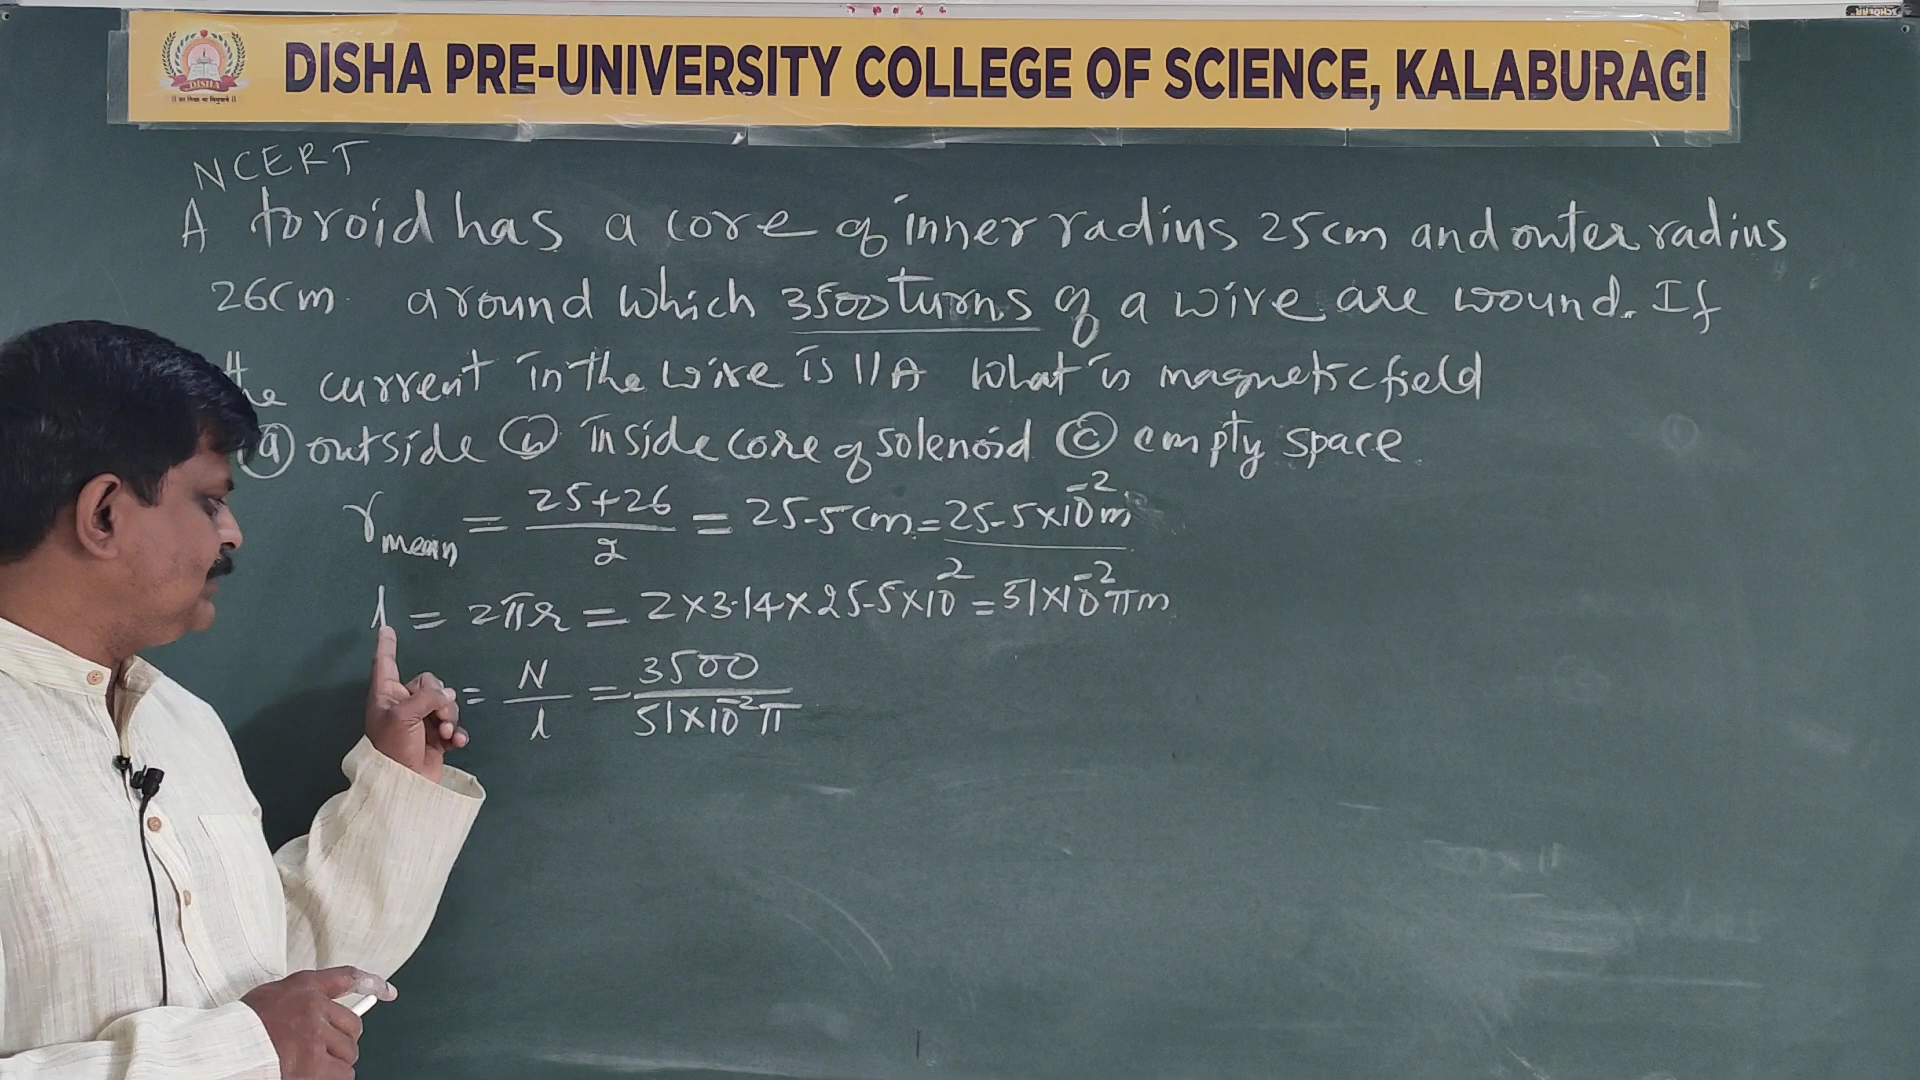 DISHA PRE-UNIVERSITY COLLEGE OF SCIENCE, KALABURAGI
DISHA
NCERT
A toroid has a core of inner radius 25cm and outer radius
26cm around which 3500 turns of a wire are wound. If
the current in the wire is 11A What is magnetic field
ⓐ outside ⓑ inside core of solenoid ⓒ empty space
r mean = 25+26 / 2 = 25.5cm = 25.5×10⁻² m
l = 2πr = 2×3.14×25.5×10² = 51×10⁻² πm
= N / l = 3500 / 51×10⁻² π